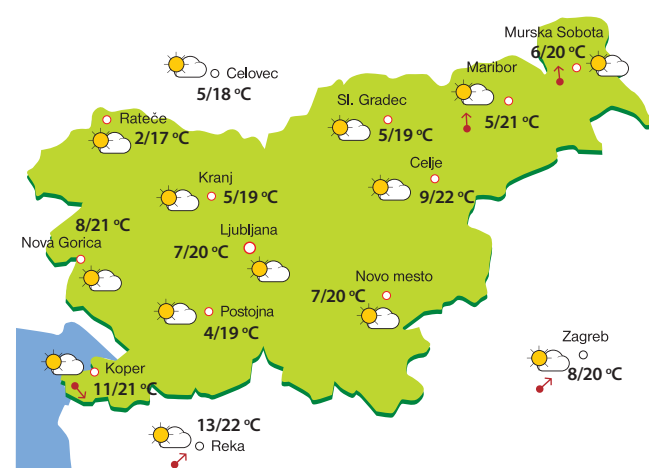 Murska Sobota
6/20 °C
Celovec
5/18 °C
Maribor
5/21 °C
Sl. Gradec
5/19 °C
Rateče
2/17 °C
Celje
9/22 °C
Kranj
5/19 °C
8/21 °C
Nova Gorica
Ljubljana
7/20 °C
Novo mesto
7/20 °C
Postojna
4/19 °C
Zagreb
8/20 °C
Koper
11/21 °C
13/22 °C
Reka